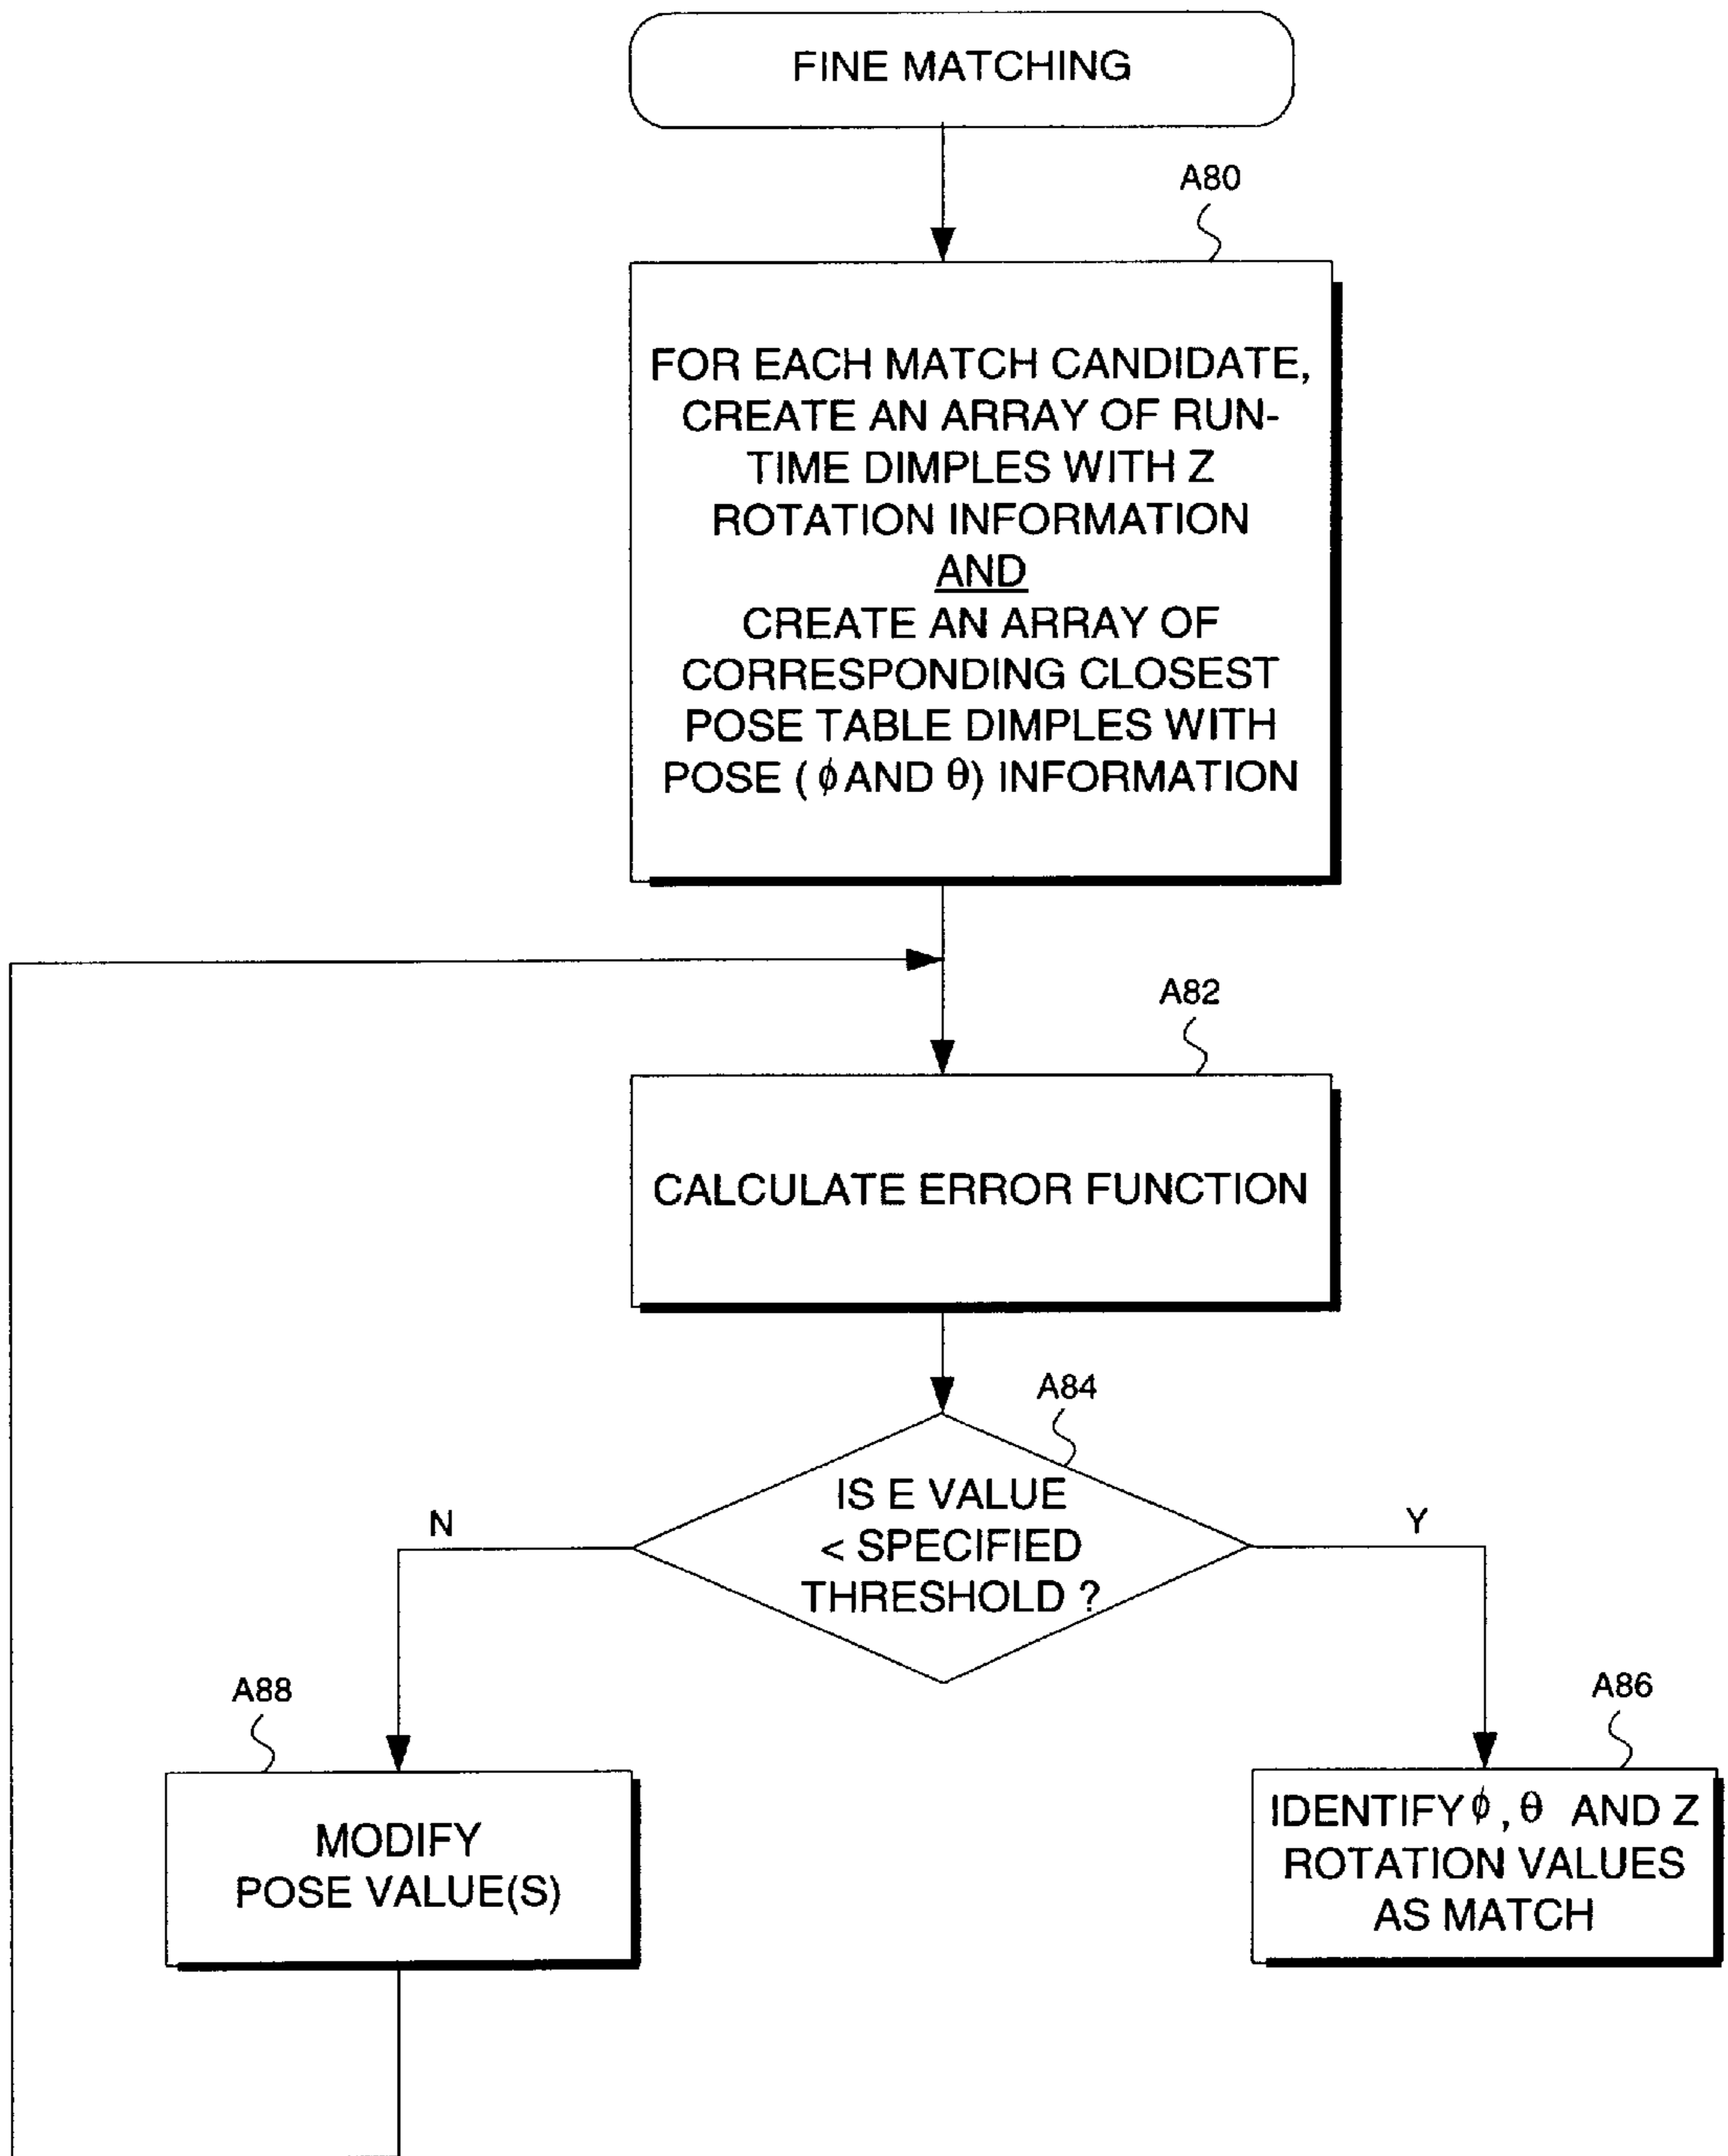 FINE MATCHING
A80
FOR EACH MATCH CANDIDATE,
CREATE AN ARRAY OF RUN-
TIME DIMPLES WITH Z
ROTATION INFORMATION
AND
CREATE AN ARRAY OF
CORRESPONDING CLOSEST
POSE TABLE DIMPLES WITH
POSE ( ϕ AND θ) INFORMATION
A82
CALCULATE ERROR FUNCTION
A84
IS E VALUE
< SPECIFIED
THRESHOLD ?
N
Y
A88
MODIFY
POSE VALUE(S)
A86
IDENTIFY ϕ , θ AND Z
ROTATION VALUES
AS MATCH